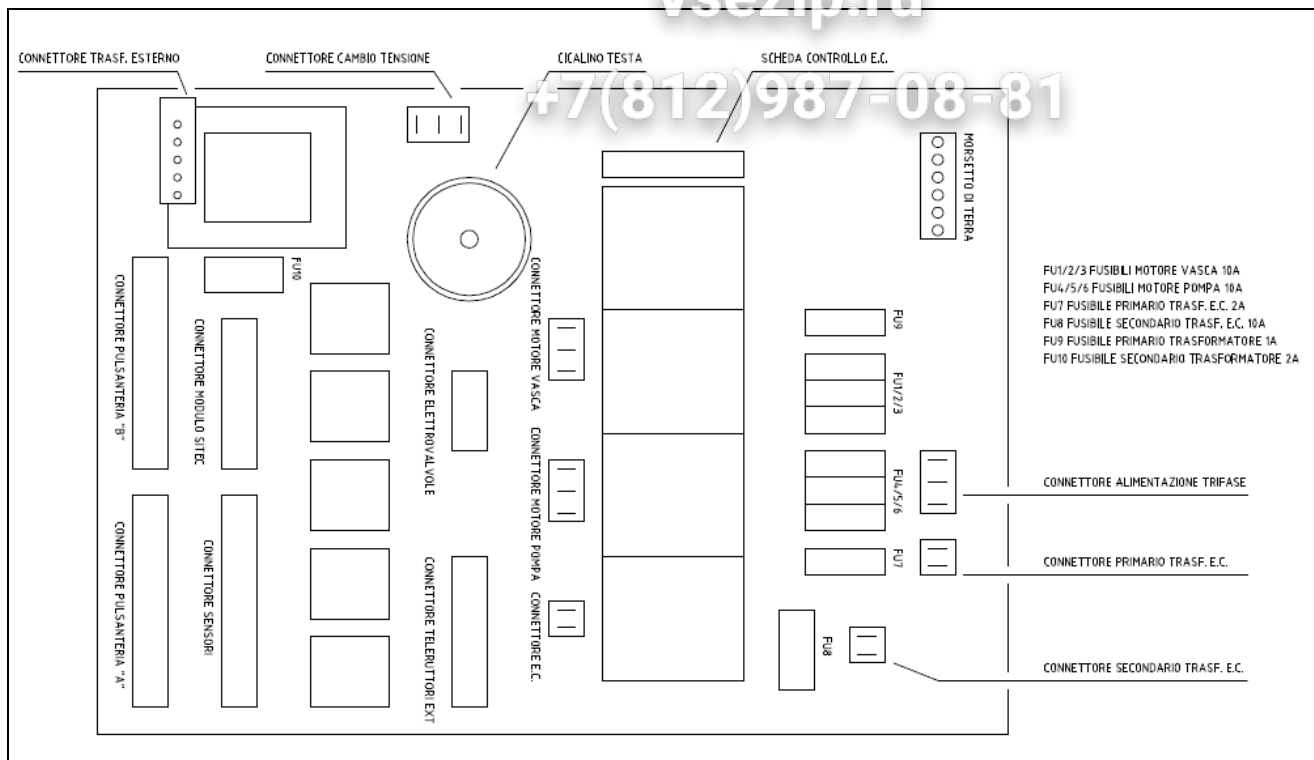 vsezip.ru
+7(812)987-08-81
CONNETTORE TRASF. ESTERNO
CONNETTORE CAMBIO TENSIONE
CICALINO TESTA
SCHEDA CONTROLLO E.C.
MORSETTO DI TERRA
FU10
CONNETTORE PULSANTERIA "B"
CONNETTORE MODULO SITEC
CONNETTORE ELETTROVALVOLE
CONNETTORE MOTORE VASCA
FU9
FU1/2/3
FU1/2/3 FUSIBILI MOTORE VASCA 10A
FU4/5/6 FUSIBILI MOTORE POMPA 10A
FU7 FUSIBILE PRIMARIO TRASF. E.C. 2A
FU8 FUSIBILE SECONDARIO TRASF. E.C. 10A
FU9 FUSIBILE PRIMARIO TRASFORMATORE 1A
FU10 FUSIBILE SECONDARIO TRASFORMATORE 2A
CONNETTORE PULSANTERIA "A"
CONNETTORE SENSORI
CONNETTORE TELERUTTORI EXT
CONNETTORE MOTORE POMPA
CONNETTORE E.C.
FU4/5/6
FU7
FU8
CONNETTORE ALIMENTAZIONE TRIFASE
CONNETTORE PRIMARIO TRASF. E.C.
CONNETTORE SECONDARIO TRASF. E.C.